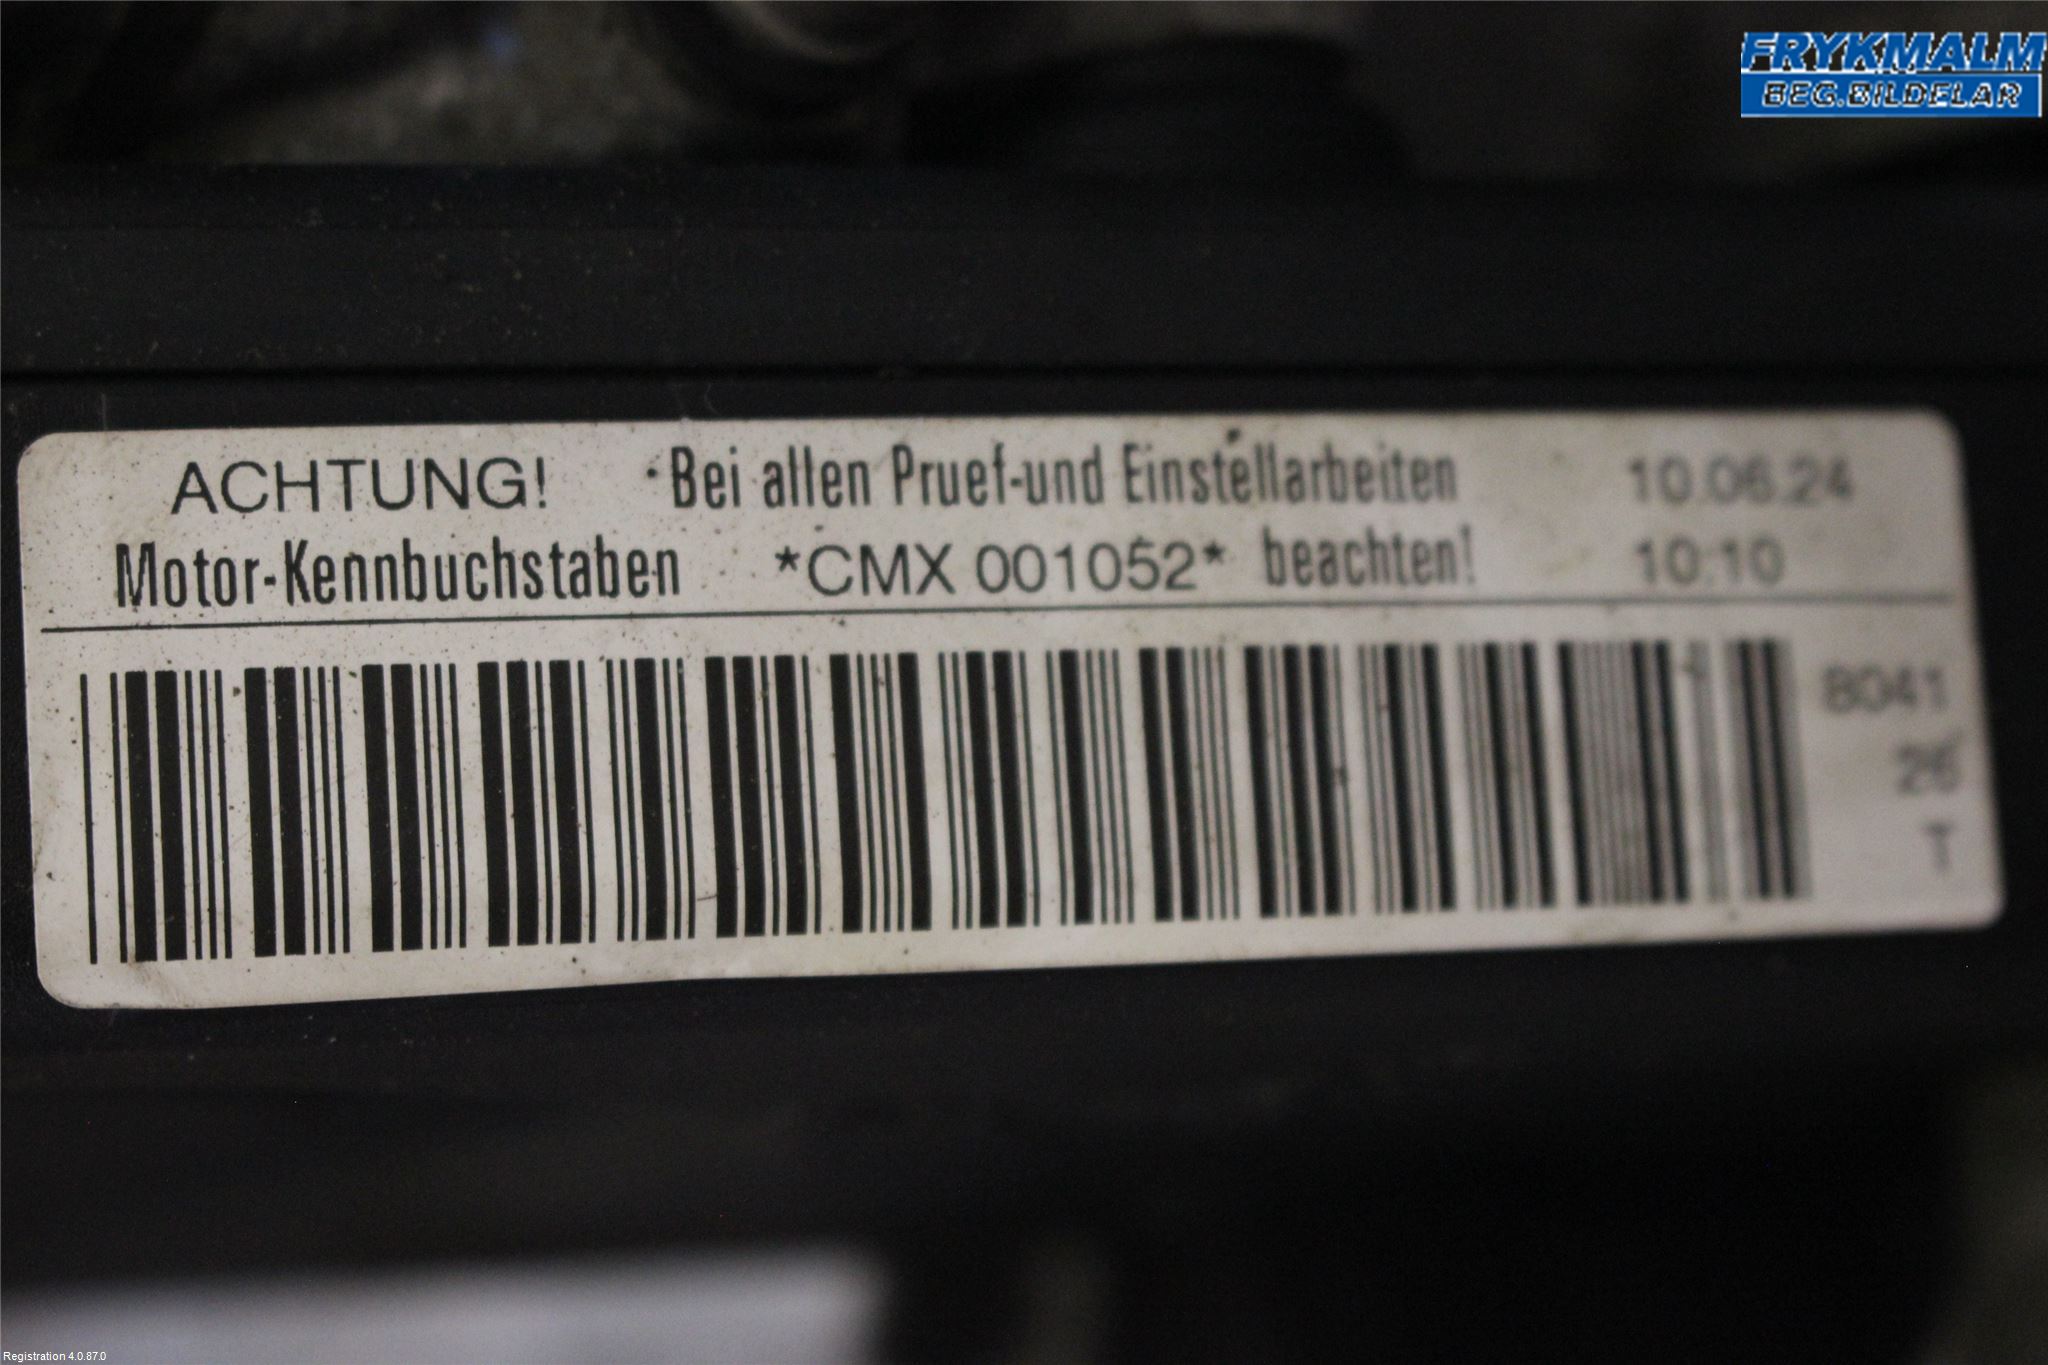 FRYKMALM
BEG.BILDELAR
ACHTUNG! Bei allen Pruef-und Einstellarbeiten 10.06.24
Motor-Kennbuchstaben *CMX 001052* beachten! 10:10
8041
26
T
Registration 4.0.87.0